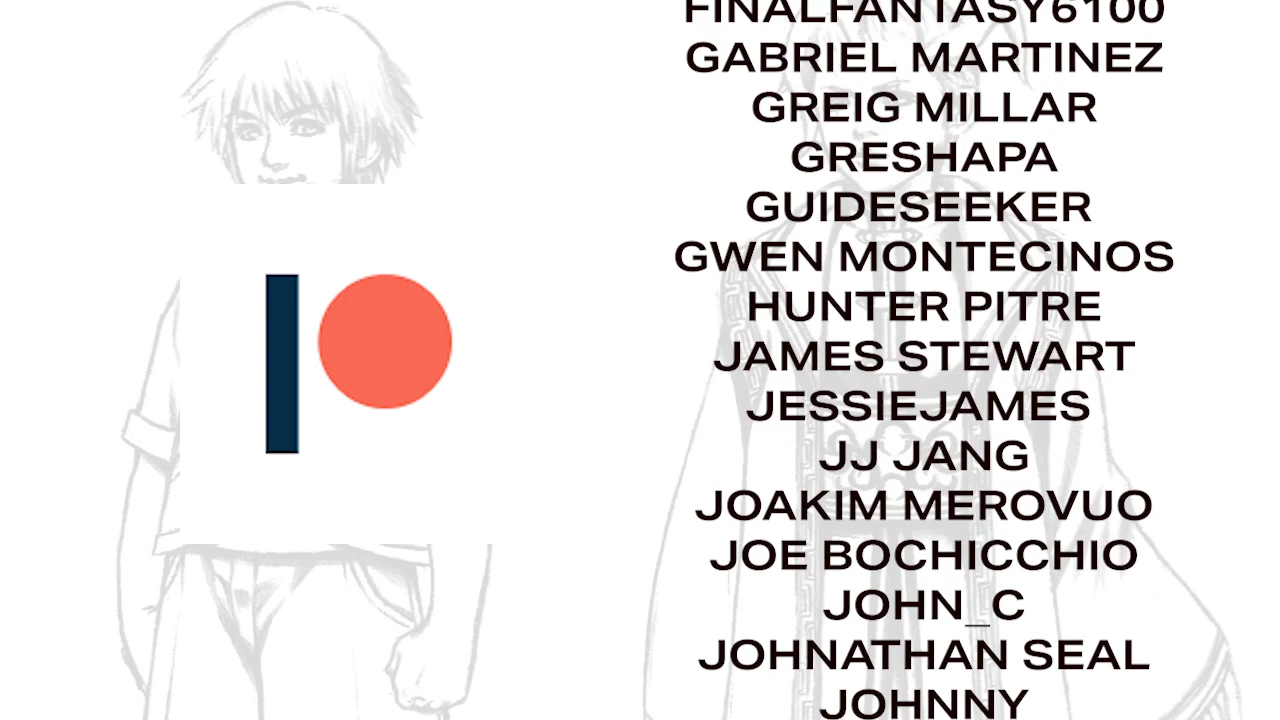 FINALFANTASY6100
GABRIEL MARTINEZ
GREIG MILLAR
GRESHAPA
GUIDESEEKER
GWEN MONTECINOS
HUNTER PITRE
JAMES STEWART
JESSIEJAMES
JJ JANG
JOAKIM MEROVUO
JOE BOCHICCHIO
JOHN_C
JOHNATHAN SEAL
JOHNNY